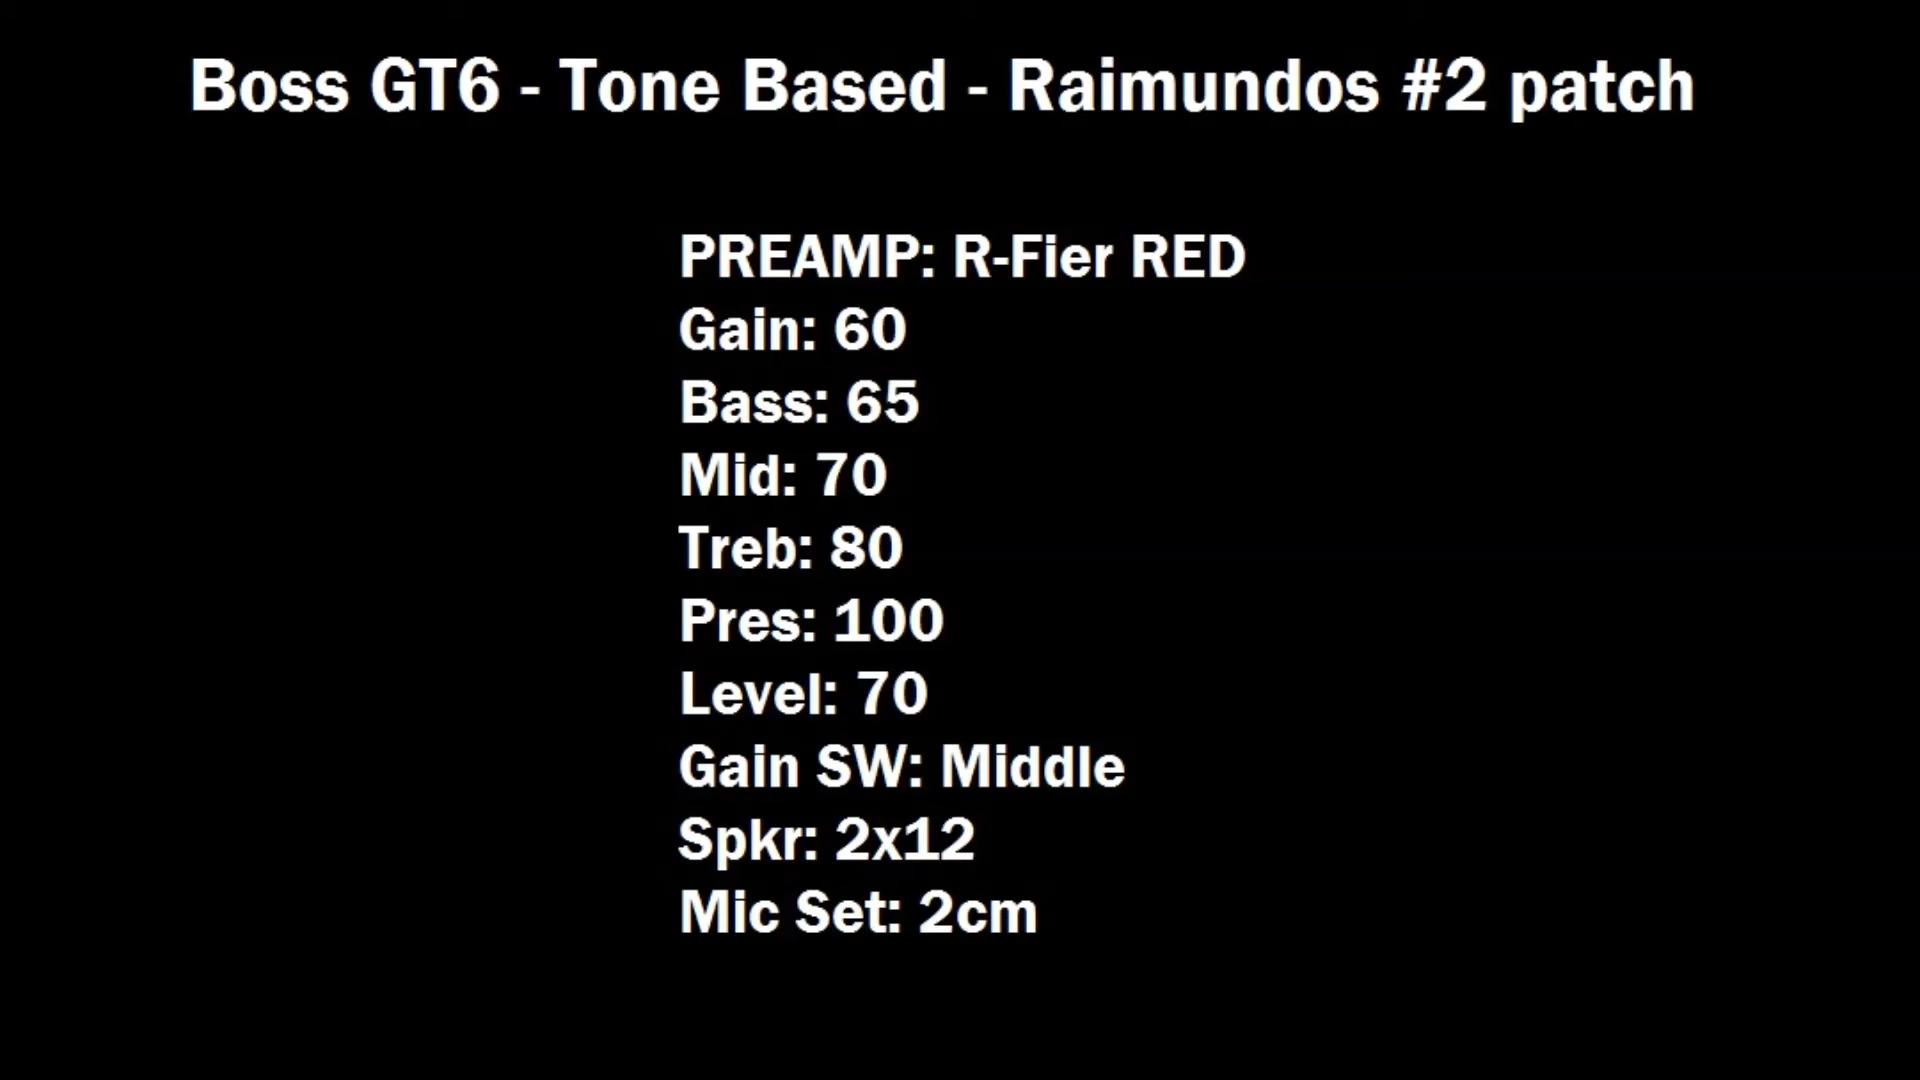 Boss GT6 - Tone Based - Raimundos #2 patch
PREAMP: R-Fier RED
Gain: 60
Bass: 65
Mid: 70
Treb: 80
Pres: 100
Level: 70
Gain SW: Middle
Spkr: 2x12
Mic Set: 2cm